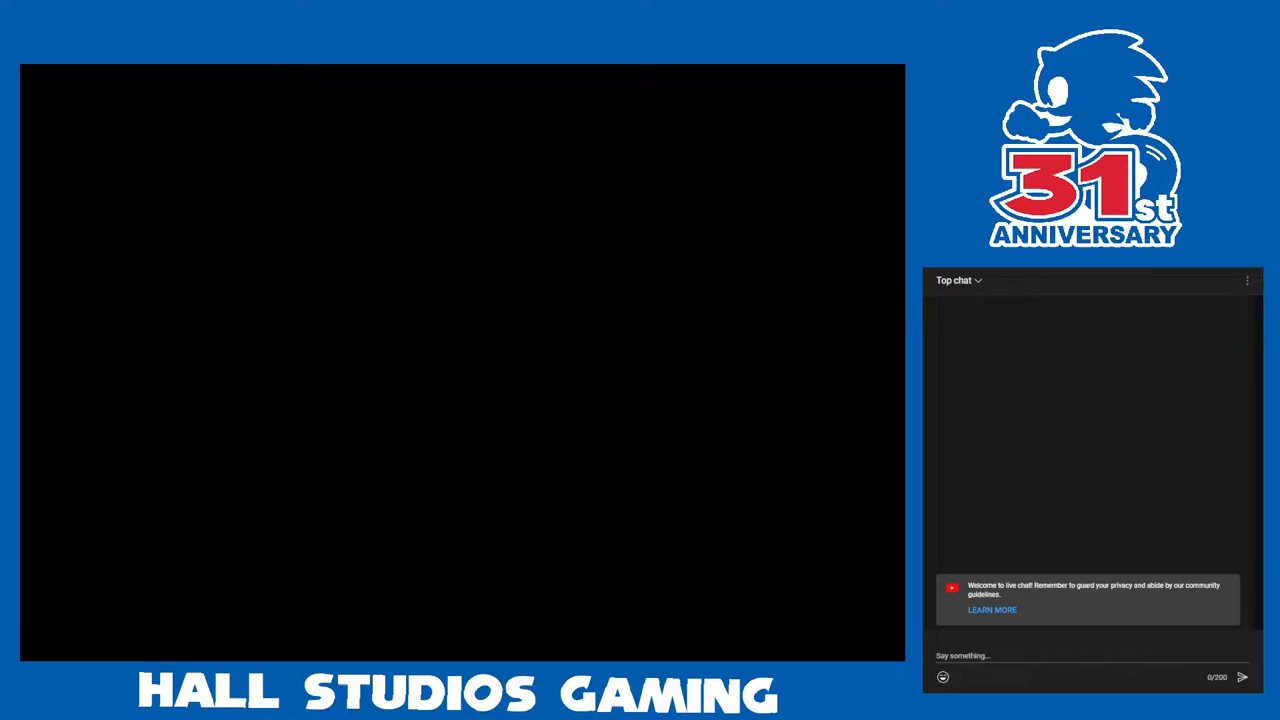 31st
ANNIVERSARY
Top chat
Welcome to live chat! Remember to guard your privacy and abide by our community
guidelines.
LEARN MORE
Say something...
0/200
HALL STUDIOS GAMING